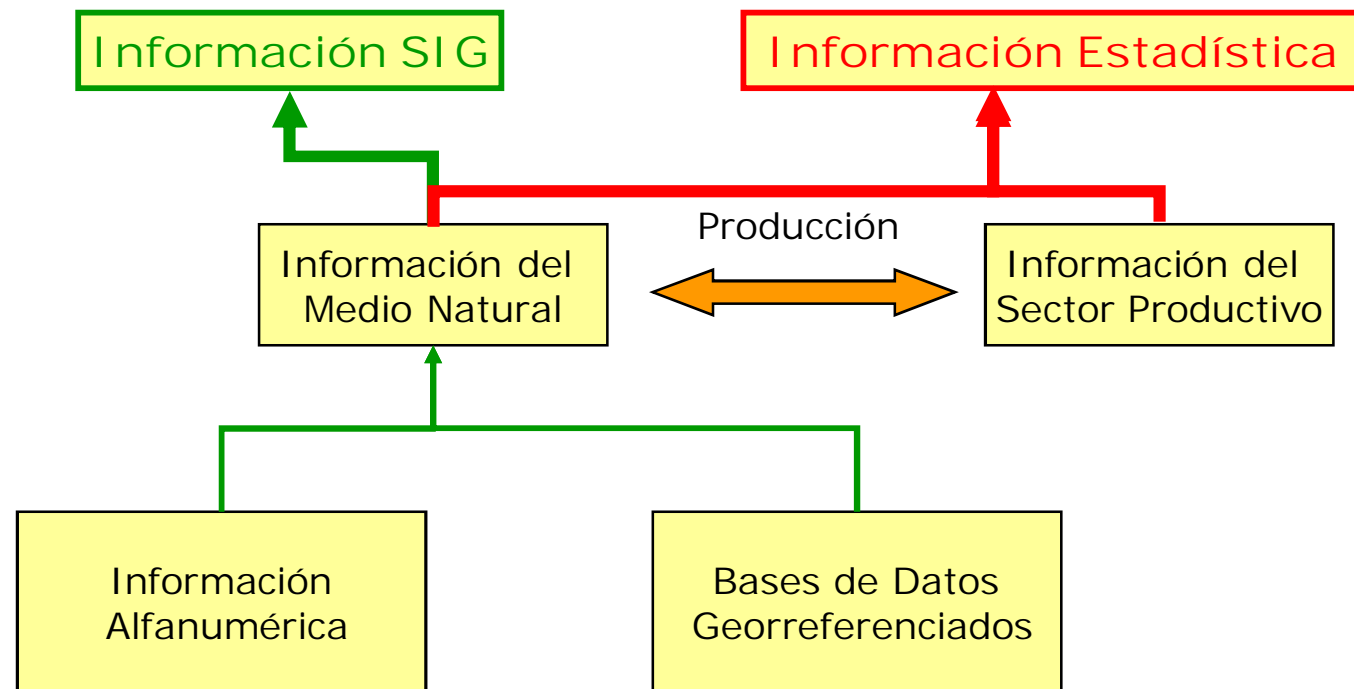 Información SIG
Información Estadística
Producción
Información del
Medio Natural
Información del
Sector Productivo
Información
Alfanumérica
Bases de Datos
Georreferenciados